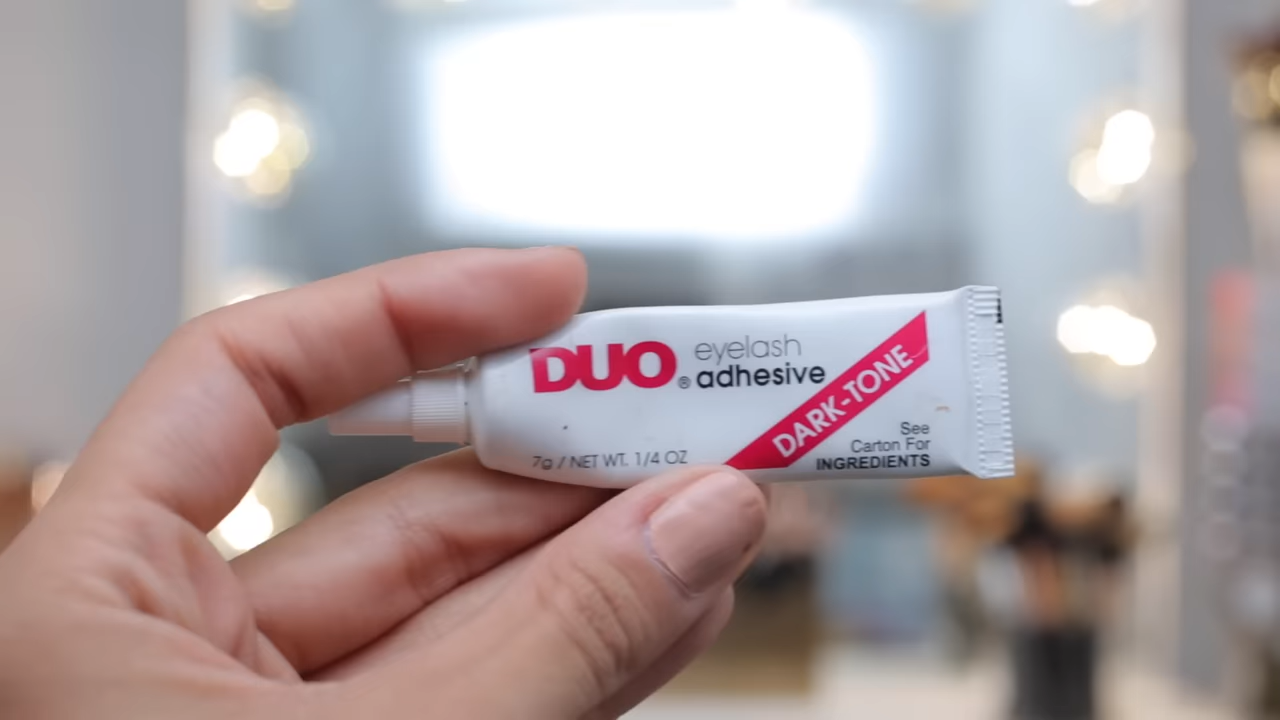 DUO® eyelash
adhesive
DARK-TONE
7g / NET WT. 1/4 OZ
See
Carton For
INGREDIENTS